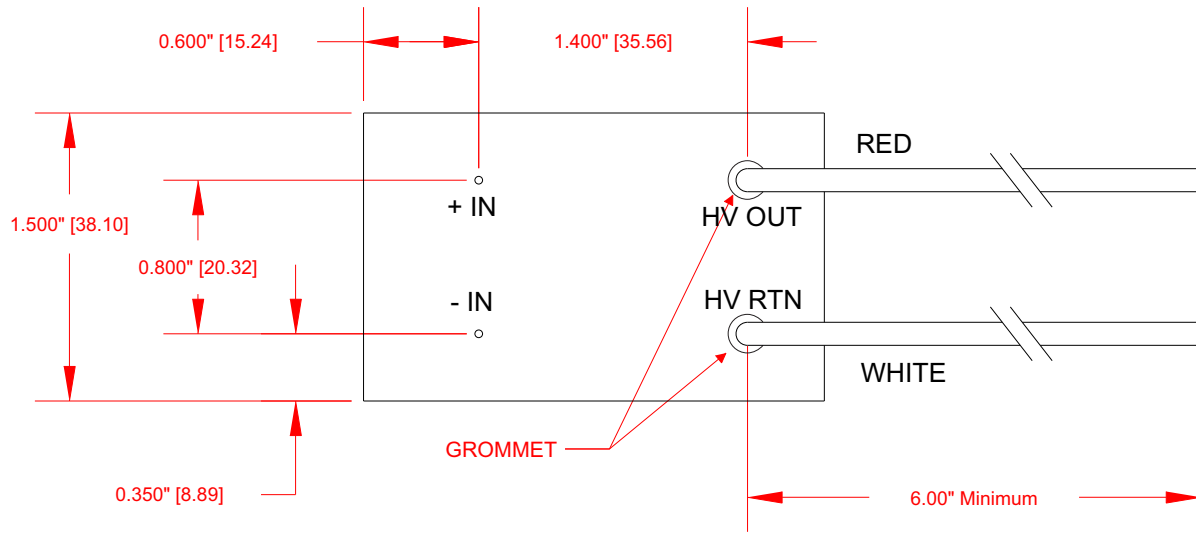 0.600" [15.24]
1.400" [35.56]
RED
+ IN
HV OUT
1.500" [38.10]
0.800" [20.32]
- IN
HV RTN
WHITE
GROMMET
0.350" [8.89]
6.00" Minimum